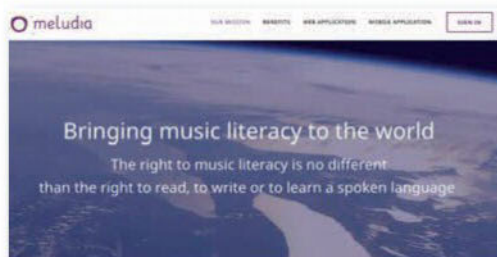 meludia
OUR MISSION BENEFITS WEB APPLICATION MOBILE APPLICATION SIGN IN
Bringing music literacy to the world
The right to music literacy is no different
than the right to read, to write or to learn a spoken language